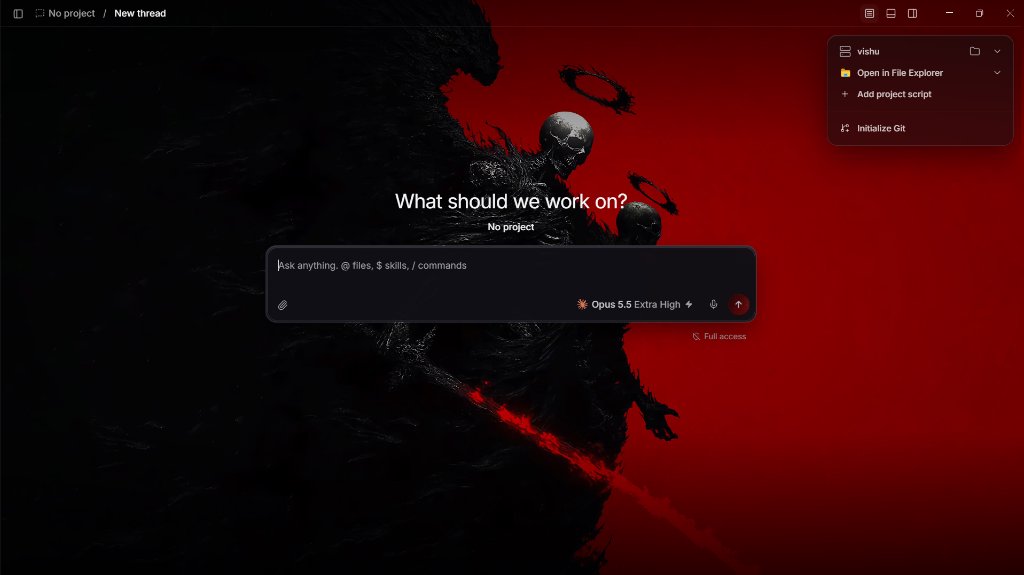 No project / New thread
vishu
Open in File Explorer
Add project script
Initialize Git
What should we work on?
No project
Ask anything. @ files, $ skills, / commands
Opus 5.5 Extra High
Full access